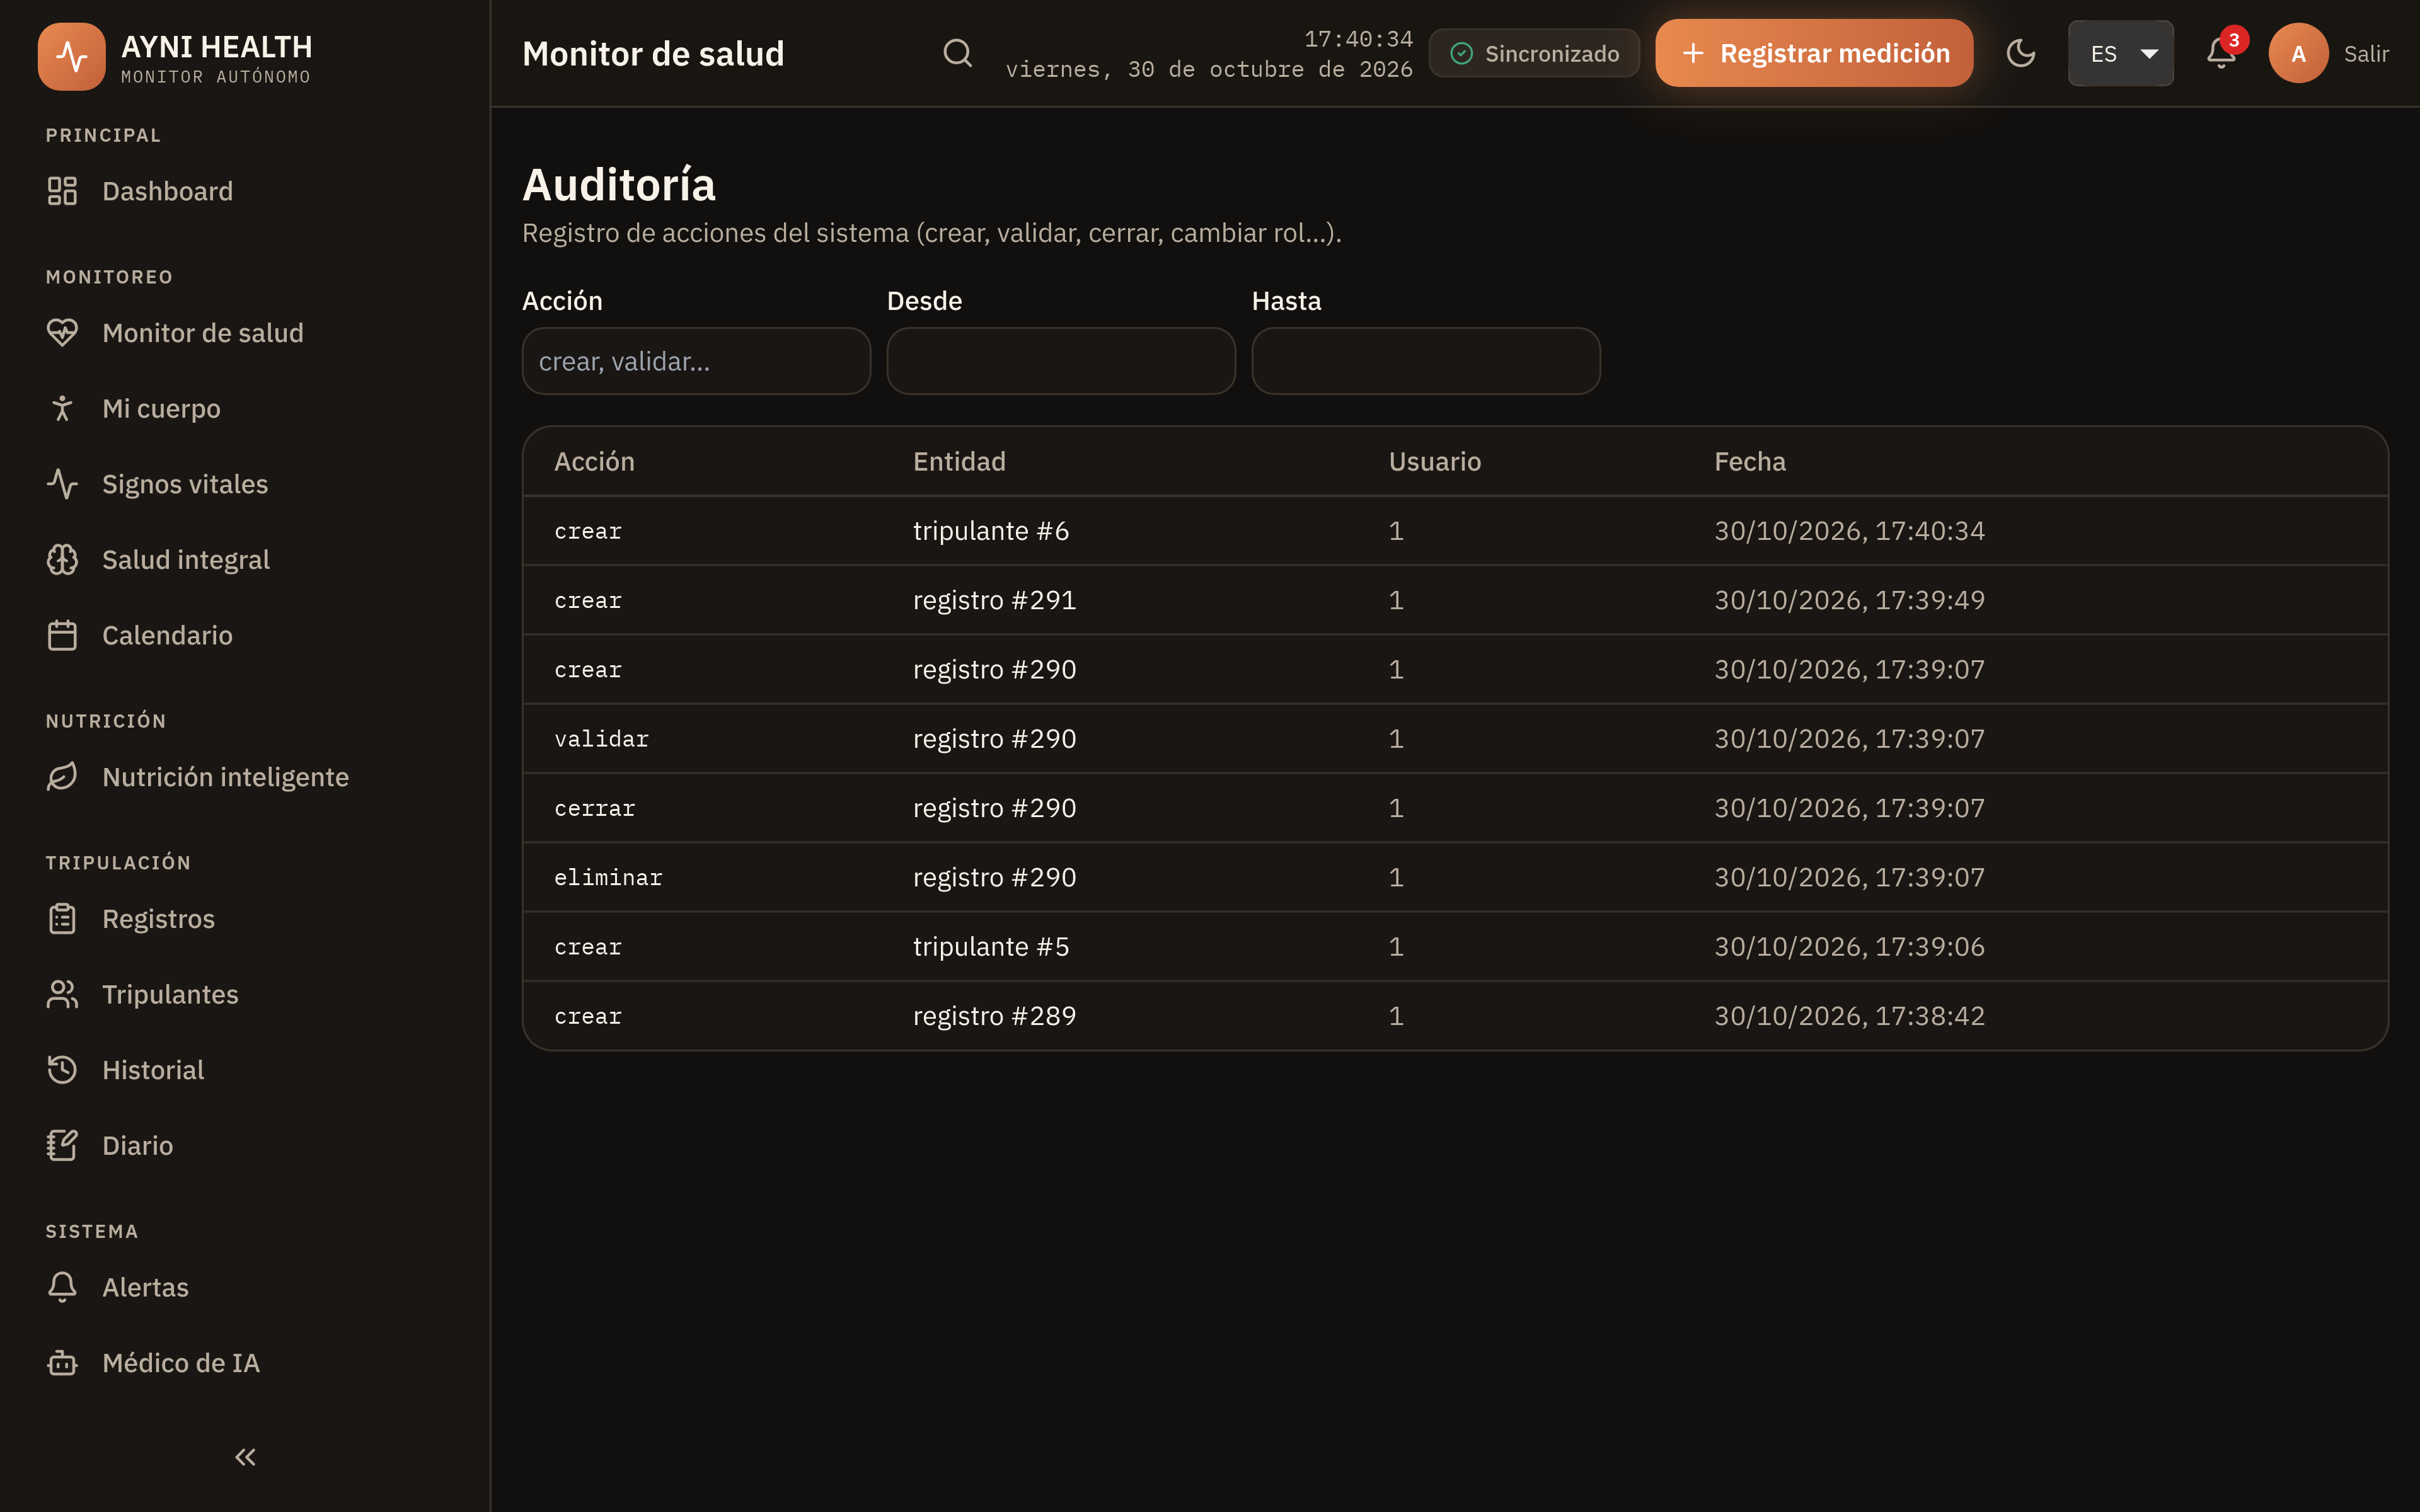 AYNI HEALTH
MONITOR AUTÓNOMO
PRINCIPAL
Dashboard
MONITOREO
Monitor de salud
Mi cuerpo
Signos vitales
Salud integral
Calendario
NUTRICIÓN
Nutrición inteligente
TRIPULACIÓN
Registros
Tripulantes
Historial
Diario
SISTEMA
Alertas
Médico de IA
Monitor de salud
17:40:34
viernes, 30 de octubre de 2026
Sincronizado
Registrar medición
ES
3
A
Salir
Auditoría
Registro de acciones del sistema (crear, validar, cerrar, cambiar rol...).
Acción Desde Hasta
crear, validar...
Acción Entidad Usuario Fecha
crear tripulante #6 1 30/10/2026, 17:40:34
crear registro #291 1 30/10/2026, 17:39:49
crear registro #290 1 30/10/2026, 17:39:07
validar registro #290 1 30/10/2026, 17:39:07
cerrar registro #290 1 30/10/2026, 17:39:07
eliminar registro #290 1 30/10/2026, 17:39:07
crear tripulante #5 1 30/10/2026, 17:39:06
crear registro #289 1 30/10/2026, 17:38:42